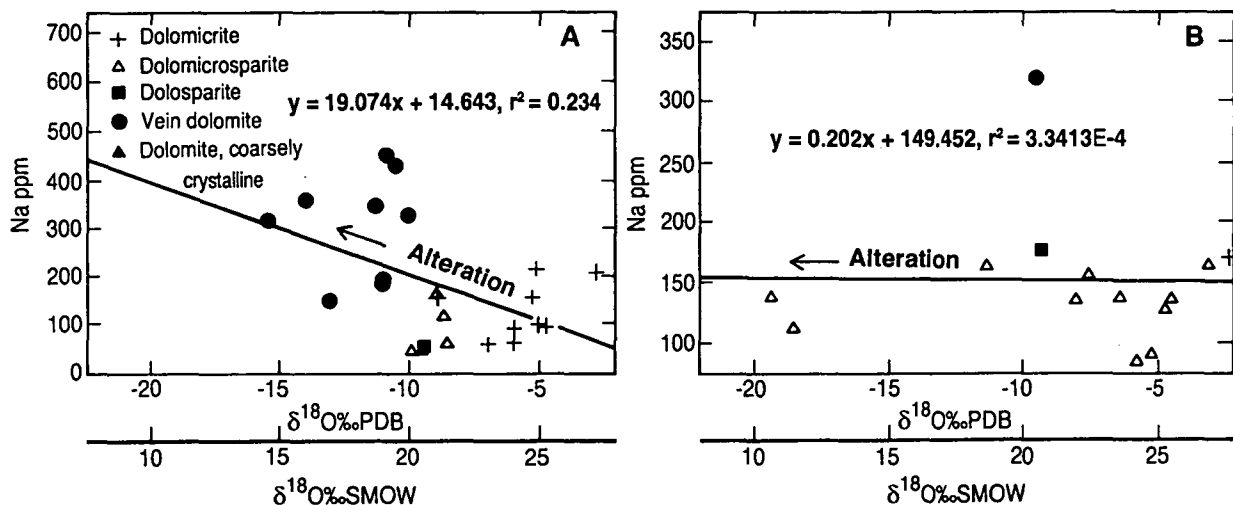 A
750
600
500
400
300
200
100
0
Na ppm
Dolomicrite
Dolomicrosparite
Dolosparite
Vein dolomite
Dolomite, coarsely
crystalline
y = 19.074x + 14.643, r² = 0.234
Alteration
-20 -15 -10 -5
δ¹⁸O‰PDB
10 15 20 25
δ¹⁸O‰SMOW
B
350
300
250
200
150
100
Na ppm
y = 0.202x + 149.452, r² = 3.3413E-4
Alteration
-20 -15 -10 -5
δ¹⁸O‰PDB
10 15 20 25
δ¹⁸O‰SMOW